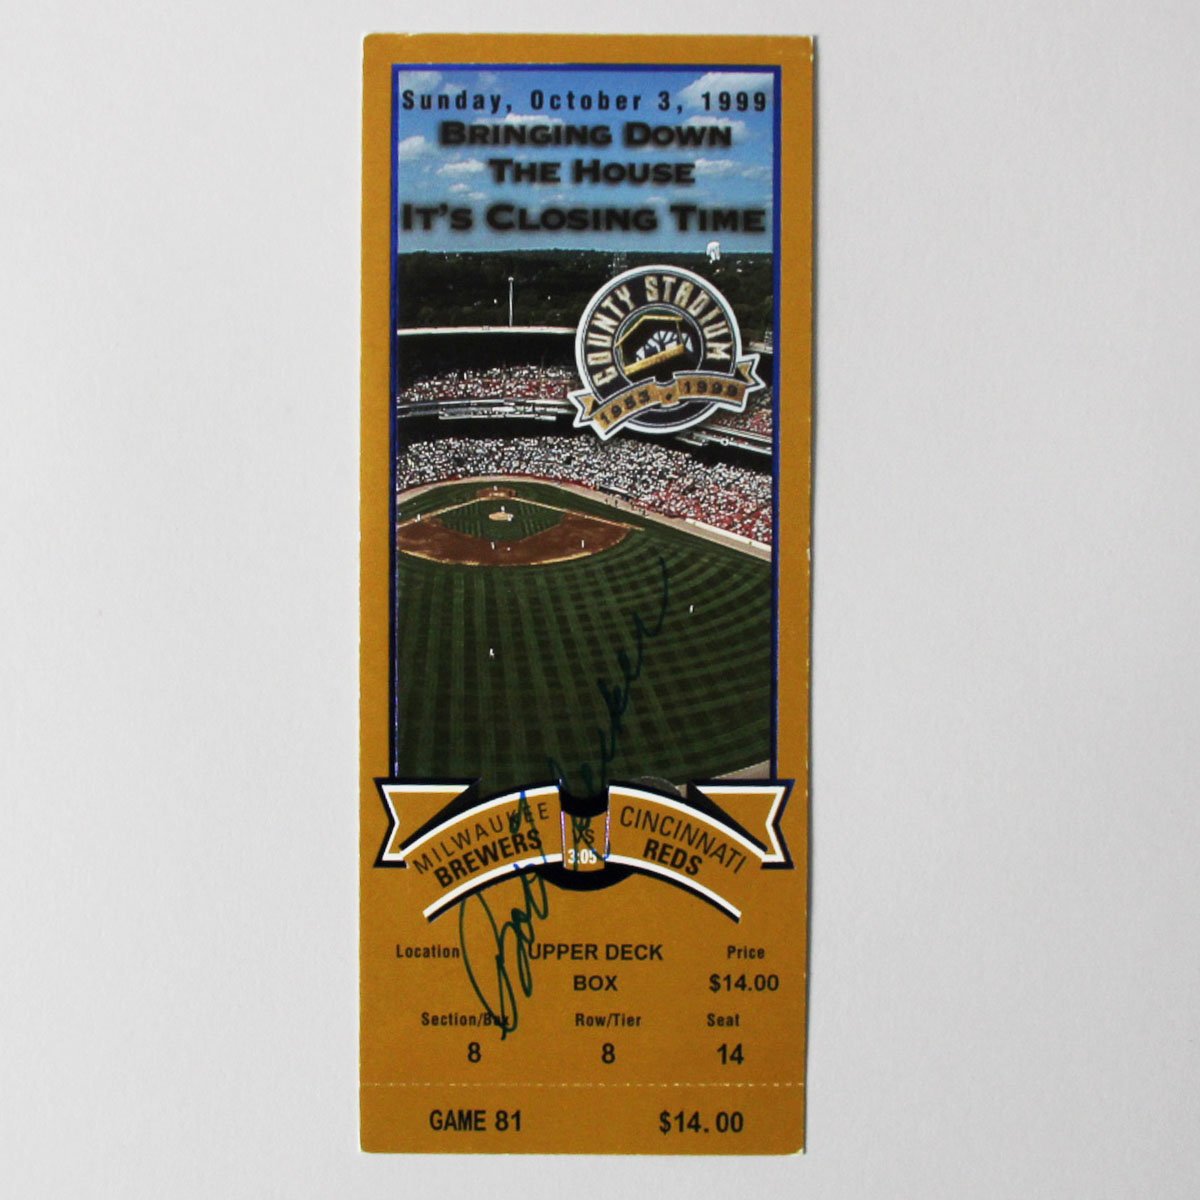 Sunday, October 3, 1999
BRINGING DOWN
THE HOUSE
IT'S CLOSING TIME
COUNTY STADIUM
1953 • 1999
MILWAUKEE
BREWERS
VS
3:05
CINCINNATI
REDS
Location UPPER DECK Price
BOX $14.00
Section/Box Row/Tier Seat
8 8 14
GAME 81 $14.00
Bob Uecker